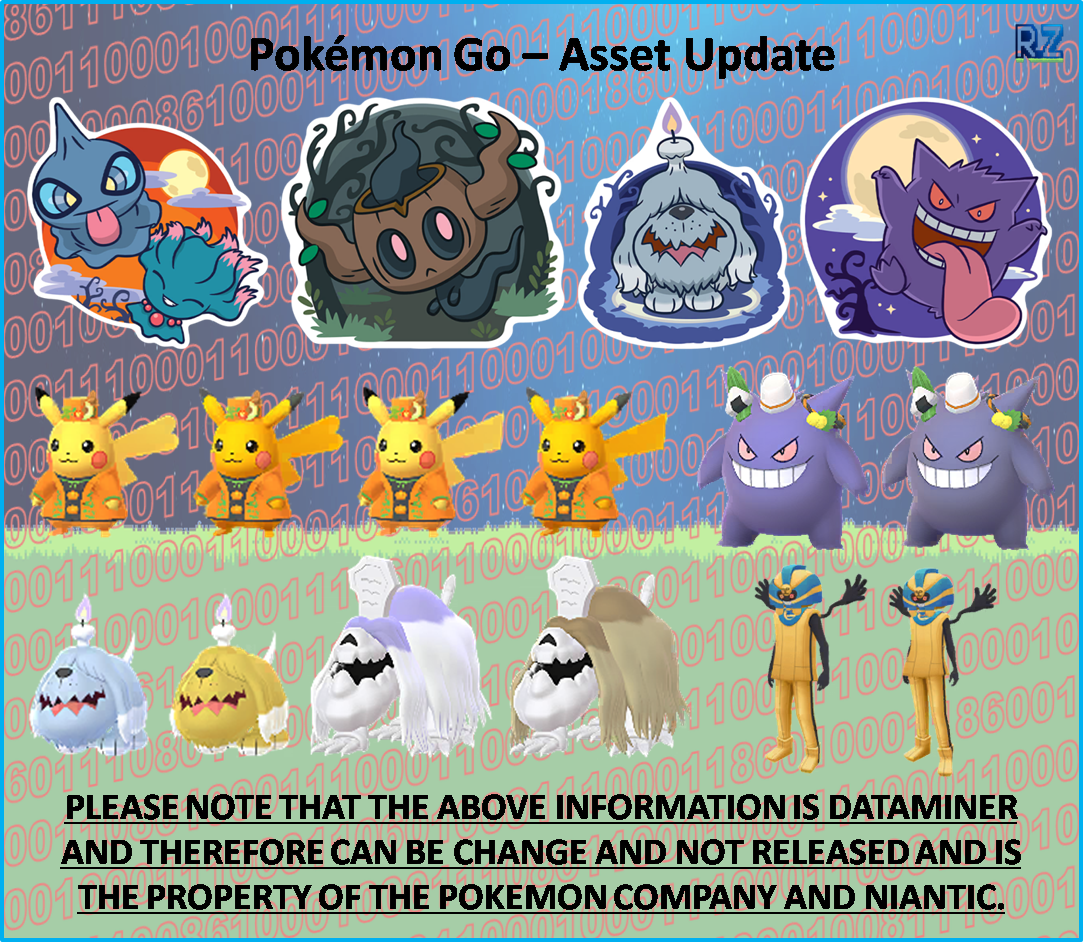 Pokémon Go – Asset Update
RZ
PLEASE NOTE THAT THE ABOVE INFORMATION IS DATAMINER
AND THEREFORE CAN BE CHANGE AND NOT RELEASED AND IS
THE PROPERTY OF THE POKEMON COMPANY AND NIANTIC.